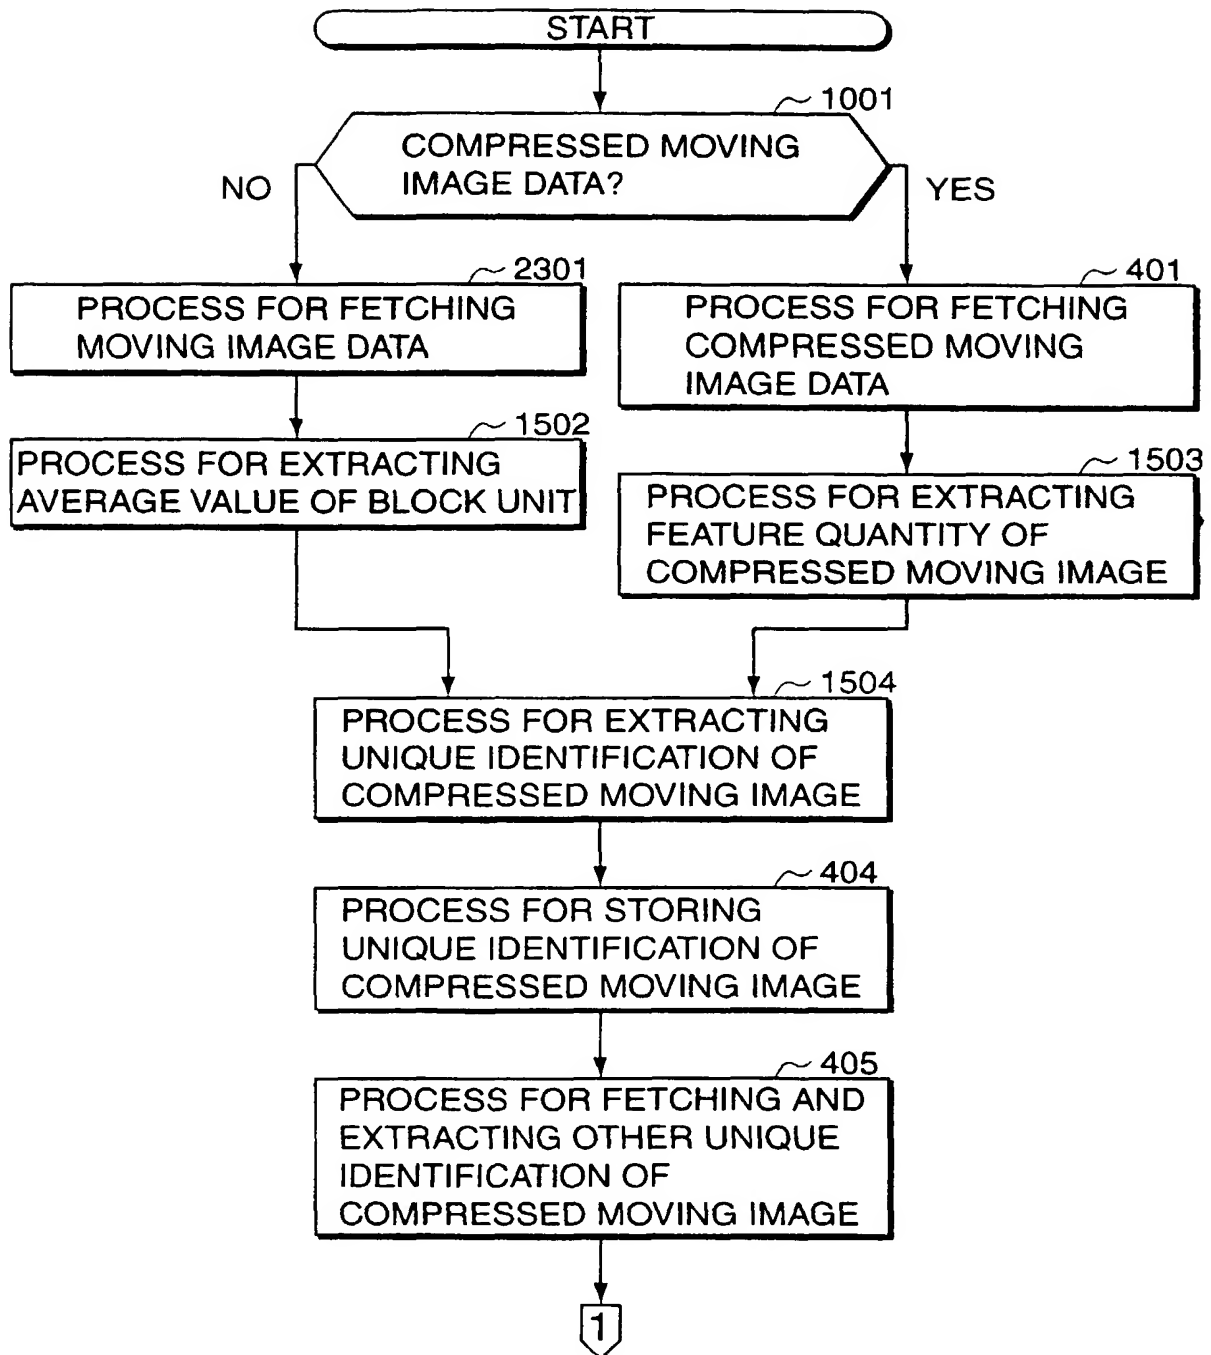 START
1001
COMPRESSED MOVING
IMAGE DATA?
NO
YES
2301
PROCESS FOR FETCHING
MOVING IMAGE DATA
401
PROCESS FOR FETCHING
COMPRESSED MOVING
IMAGE DATA
1502
PROCESS FOR EXTRACTING
AVERAGE VALUE OF BLOCK UNIT
1503
PROCESS FOR EXTRACTING
FEATURE QUANTITY OF
COMPRESSED MOVING IMAGE
1504
PROCESS FOR EXTRACTING
UNIQUE IDENTIFICATION OF
COMPRESSED MOVING IMAGE
404
PROCESS FOR STORING
UNIQUE IDENTIFICATION OF
COMPRESSED MOVING IMAGE
405
PROCESS FOR FETCHING AND
EXTRACTING OTHER UNIQUE
IDENTIFICATION OF
COMPRESSED MOVING IMAGE
1